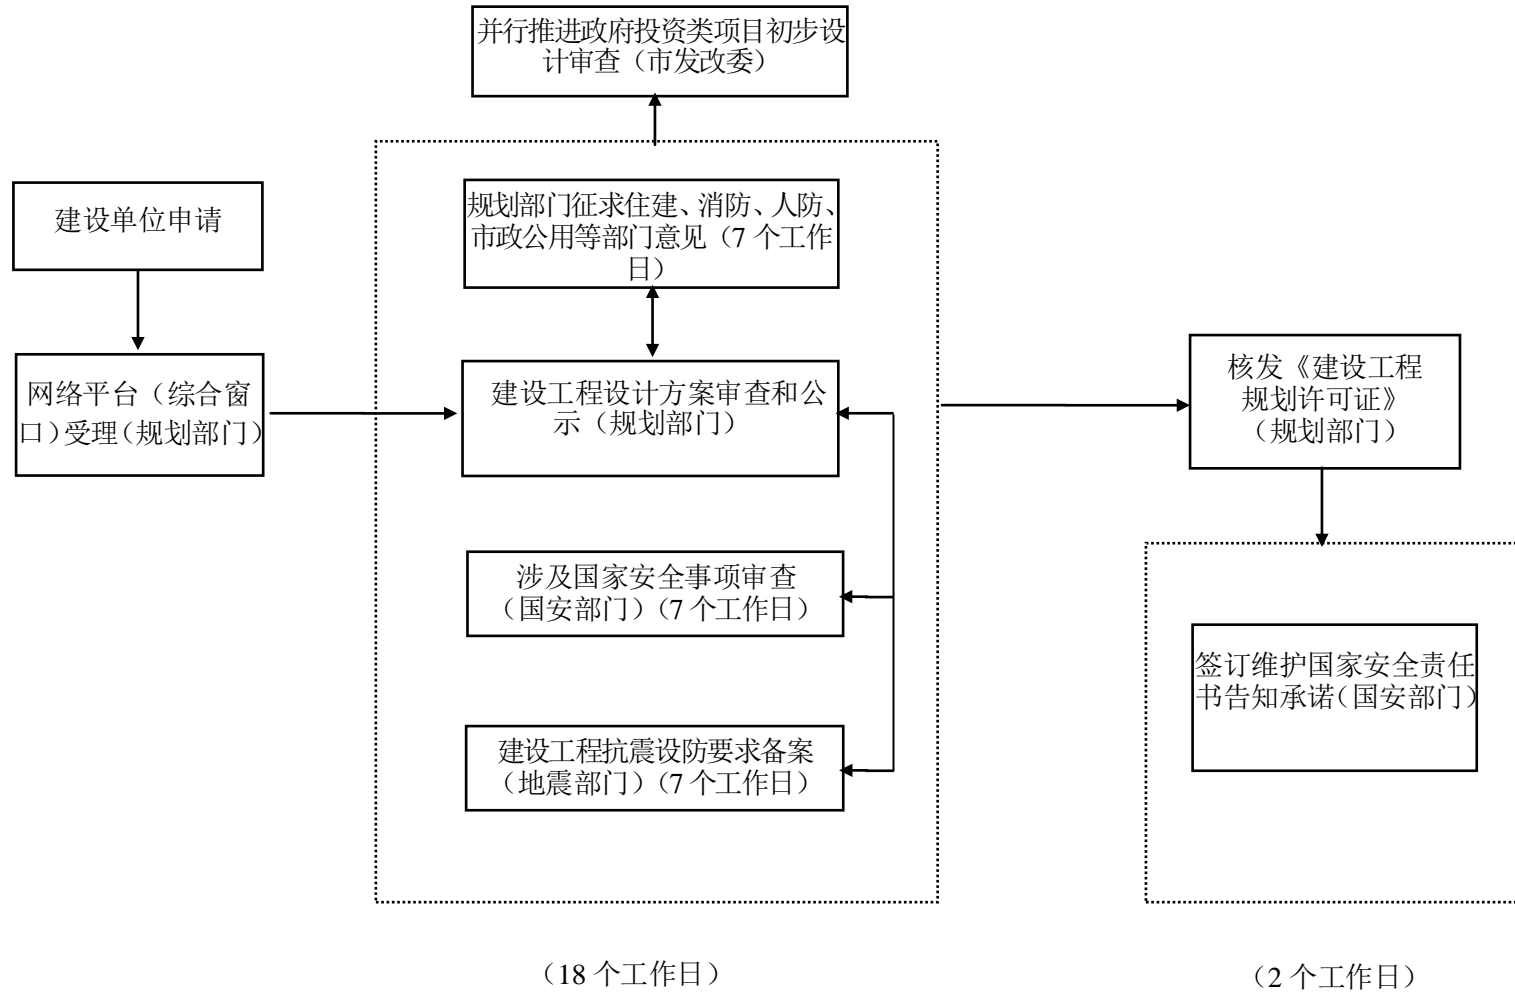 并行推进政府投资类项目初步设
计审查（市发改委）
建设单位申请
规划部门征求住建、消防、人防、
市政公用等部门意见（7 个工作
日）
网络平台（综合窗
口）受理（规划部门）
建设工程设计方案审查和公
示（规划部门）
核发《建设工程
规划许可证》
（规划部门）
涉及国家安全事项审查
（国安部门）（7 个工作日）
签订维护国家安全责任
书告知承诺（国安部门）
建设工程抗震设防要求备案
（地震部门）（7 个工作日）
（18 个工作日）
（2 个工作日）